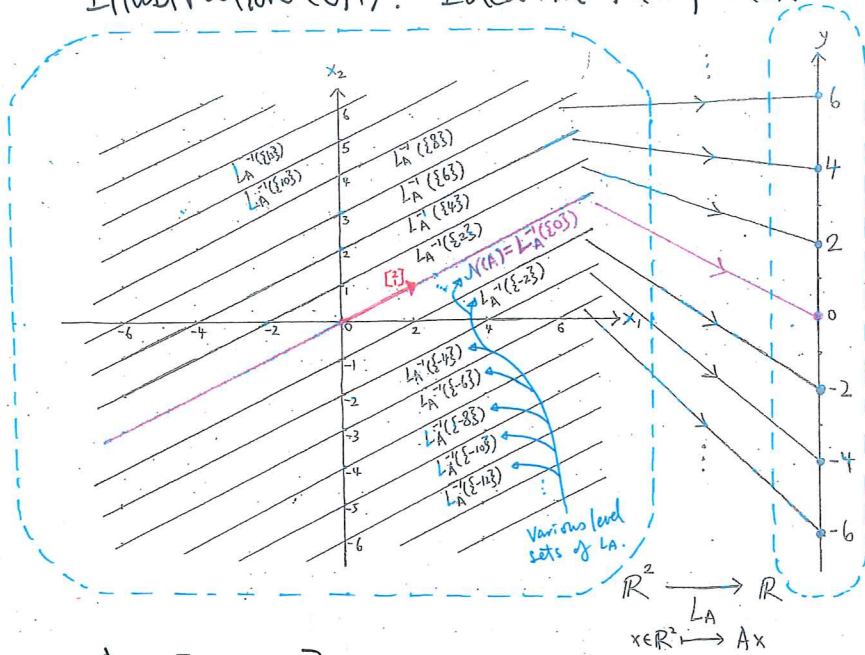 x₂
y
6
5
4
3
2
1
0
-1
-2
-3
-4
-5
-6
-6
-4
-2
2
4
6
x₁
L_A^{-1}({12})
L_A^{-1}({10})
L_A^{-1}({8})
L_A^{-1}({6})
L_A^{-1}({4})
L_A^{-1}({2})
N(A) = L_A^{-1}({0})
[2 1]
L_A^{-1}({-2})
L_A^{-1}({-4})
L_A^{-1}({-6})
L_A^{-1}({-8})
L_A^{-1}({-10})
L_A^{-1}({-12})
various level
sets of L_A.
6
4
2
0
-2
-4
-6
ℝ² ⟶ ℝ
L_A
x∈ℝ² ⟼ Ax